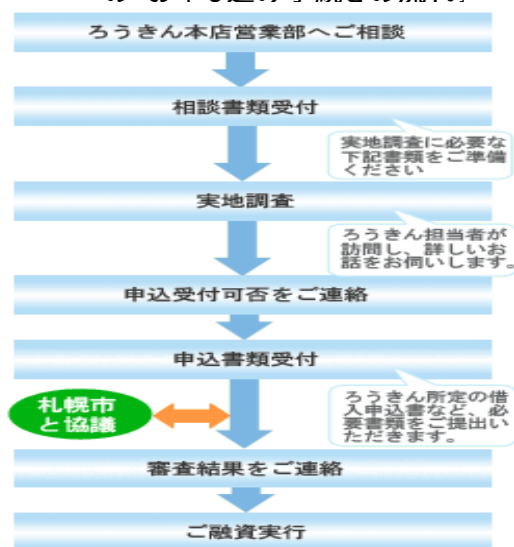 ろうきん本店営業部へご相談
相談書類受付
実地調査に必要な
下記書類をご準備
ください
実地調査
ろうきん担当者が
訪問し、詳しいお
話をお伺いします。
申込受付可否をご連絡
申込書類受付
札幌市
と協議
ろうきん所定の借
入申込書など、必
要書類をご提出い
ただきます。
審査結果をご連絡
ご融資実行